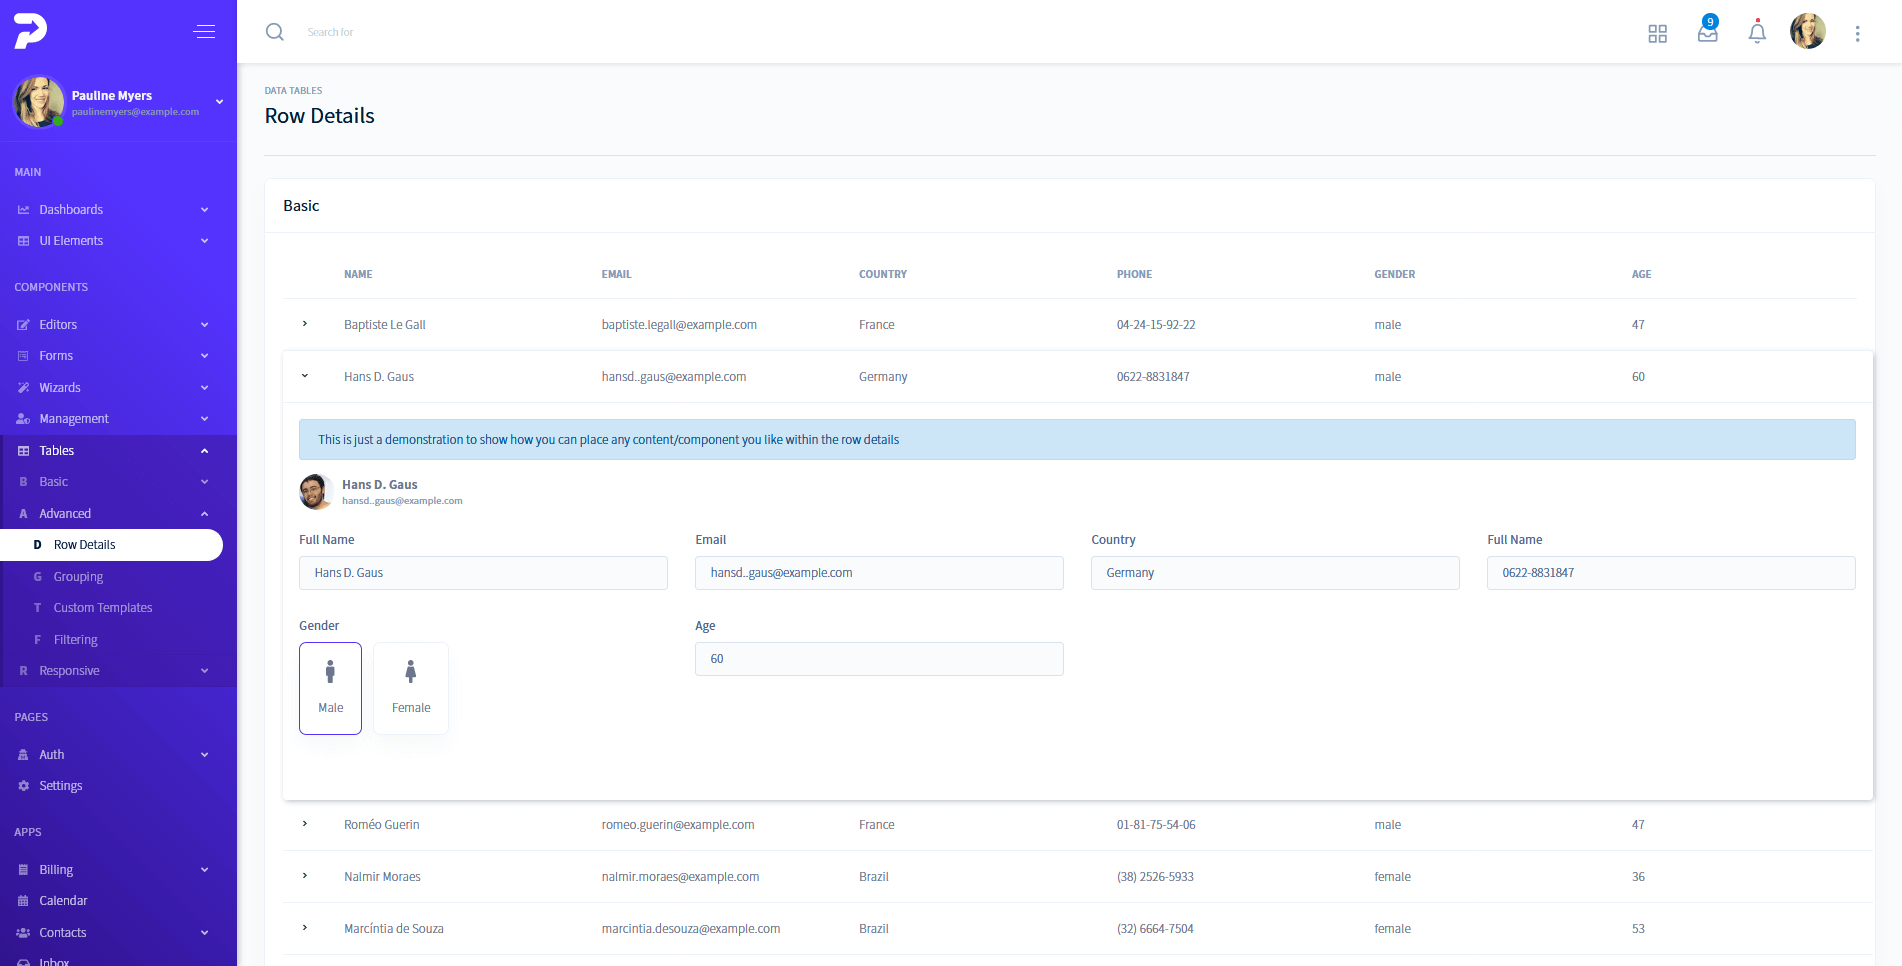 Search for
9
Pauline Myers
paulinemyers@example.com
MAIN
Dashboards
UI Elements
COMPONENTS
Editors
Forms
Wizards
Management
Tables
B Basic
A Advanced
D Row Details
G Grouping
T Custom Templates
F Filtering
R Responsive
PAGES
Auth
Settings
APPS
Billing
Calendar
Contacts
Inbox
DATA TABLES
Row Details
Basic
NAME EMAIL COUNTRY PHONE GENDER AGE
Baptiste Le Gall baptiste.legall@example.com France 04-24-15-92-22 male 47
Hans D. Gaus hansd..gaus@example.com Germany 0622-8831847 male 60
This is just a demonstration to show how you can place any content/component you like within the row details
Hans D. Gaus
hansd..gaus@example.com
Full Name Email Country Full Name
Hans D. Gaus hansd..gaus@example.com Germany 0622-8831847
Gender Age
60
Male Female
Roméo Guerin romeo.guerin@example.com France 01-81-75-54-06 male 47
Nalmir Moraes nalmir.moraes@example.com Brazil (38) 2526-5933 female 36
Marcíntia de Souza marcintia.desouza@example.com Brazil (32) 6664-7504 female 53